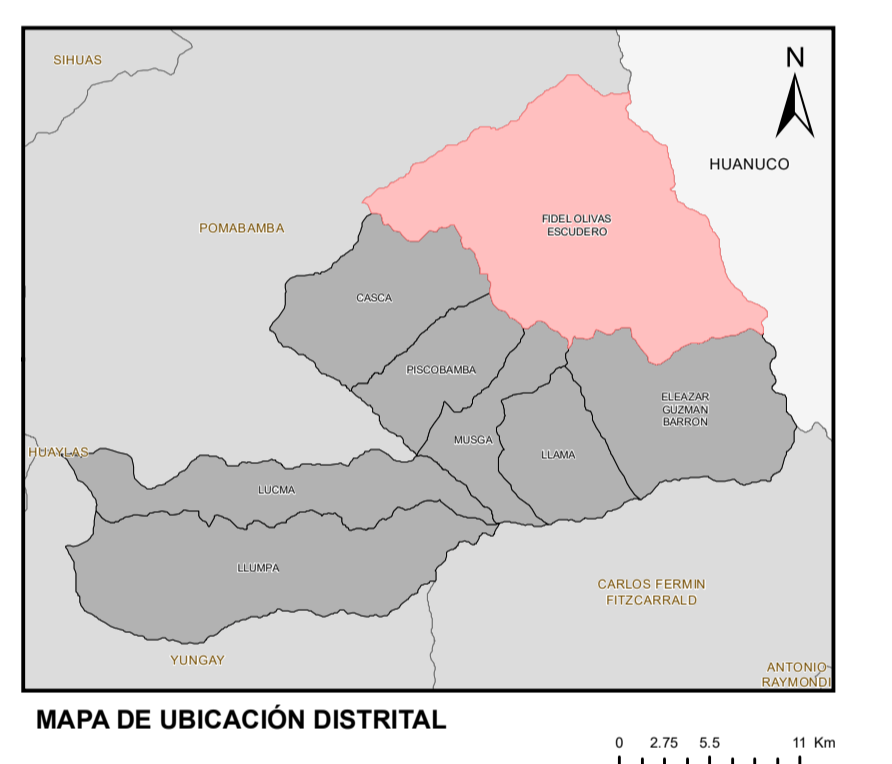 SIHUAS
N
HUANUCO
FIDEL OLIVAS
ESCUDERO
POMABAMBA
CASCA
PISCOBAMBA
ELEAZAR
GUZMAN
BARRON
MUSGA
HUAYLAS
LLAMA
LUCMA
LLUMPA
CARLOS FERMIN
FITZCARRALD
YUNGAY
ANTONIO
RAYMONDI
MAPA DE UBICACIÓN DISTRITAL
0 2.75 5.5 11 Km